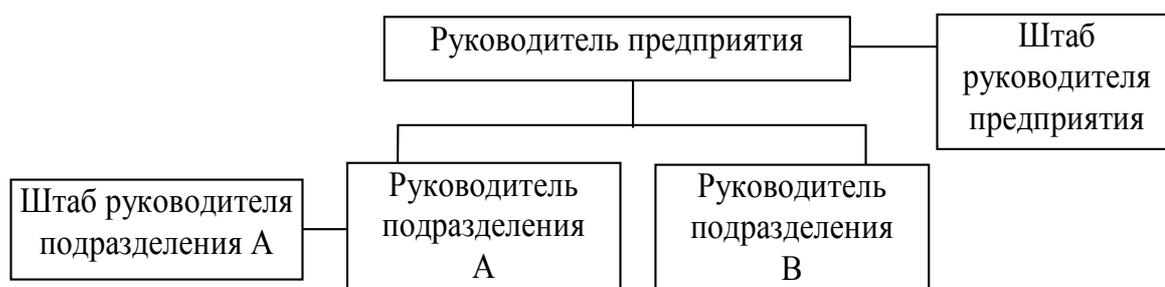 Руководитель предприятия
Штаб
руководителя
предприятия
Штаб руководителя
подразделения А
Руководитель
подразделения
А
Руководитель
подразделения
В